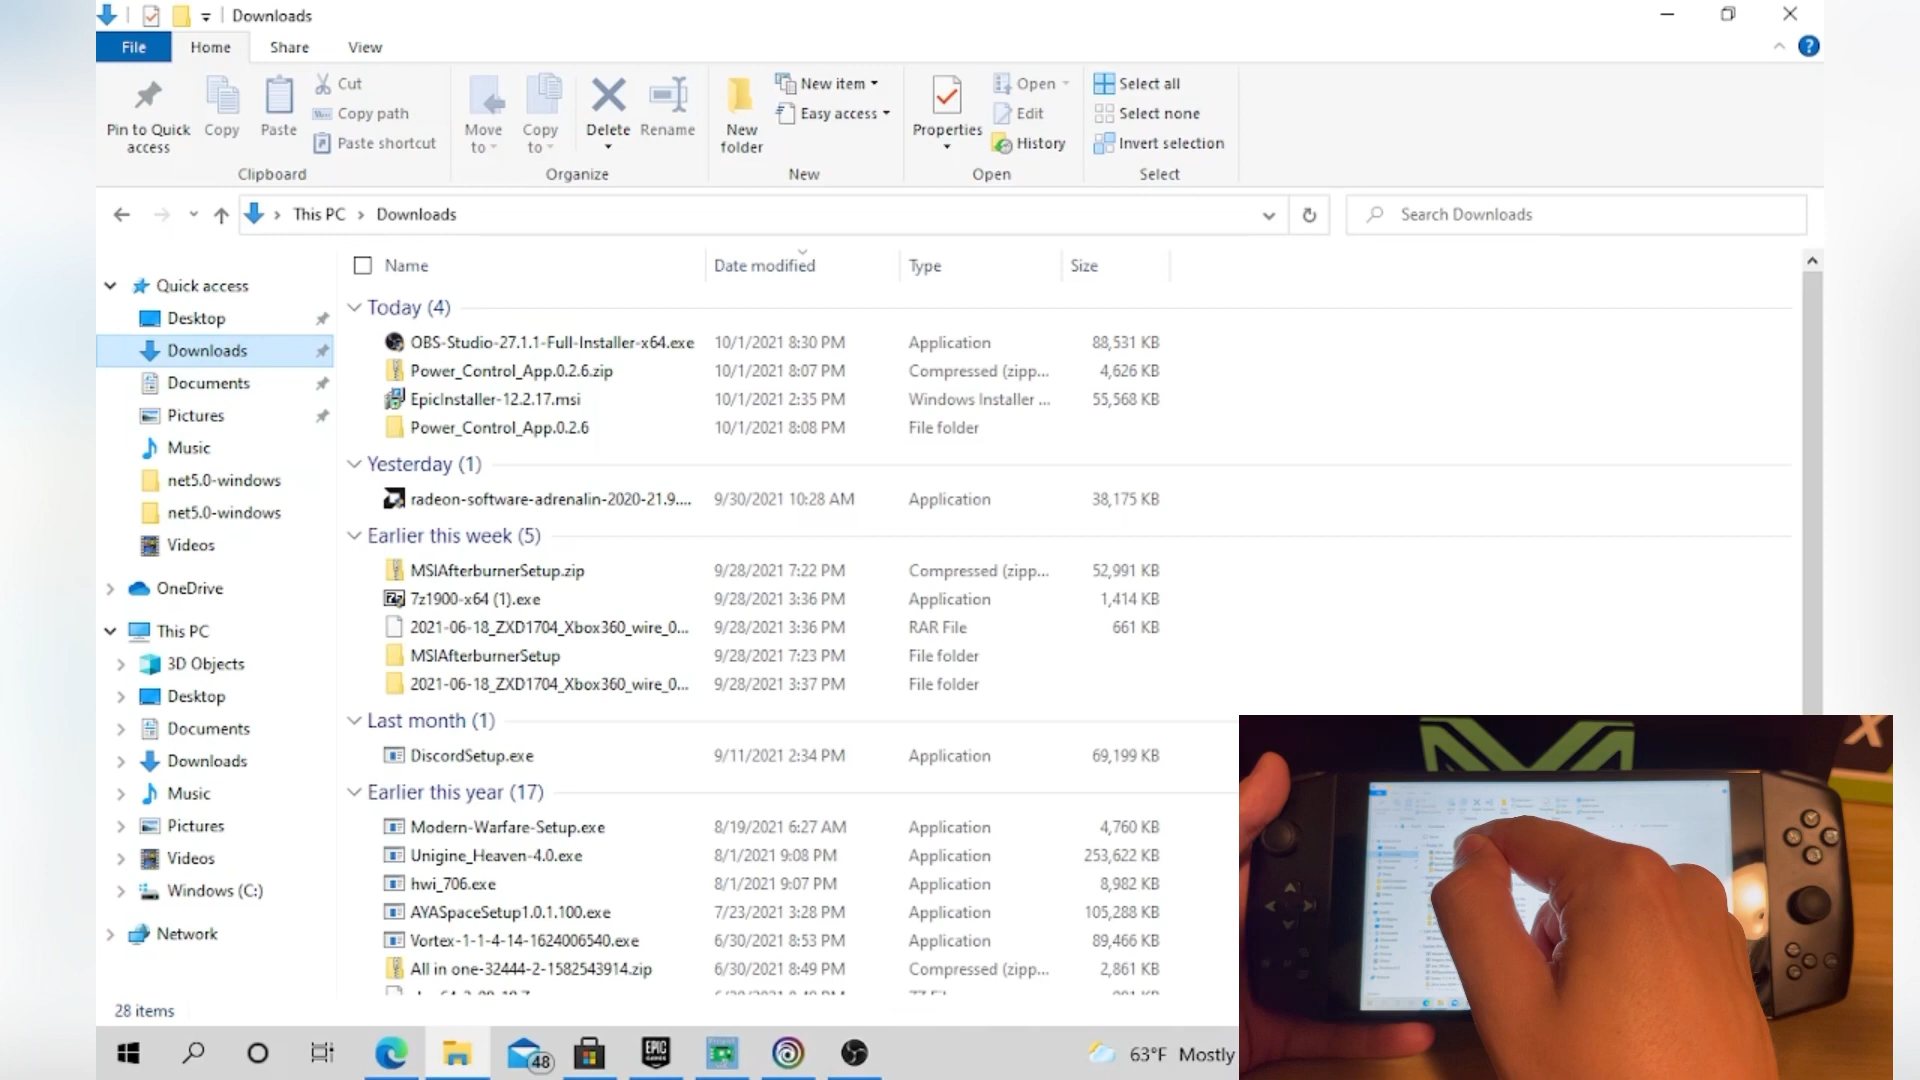 Downloads
File Home Share View
Pin to Quick access
Copy
Paste
Cut
Copy path
Paste shortcut
Clipboard
Move to
Copy to
Delete
Rename
Organize
New folder
New item
Easy access
New
Properties
Open
Edit
History
Open
Select all
Select none
Invert selection
Select
This PC > Downloads
Search Downloads
Quick access
Desktop
Downloads
Documents
Pictures
Music
net5.0-windows
net5.0-windows
Videos
OneDrive
This PC
3D Objects
Desktop
Documents
Downloads
Music
Pictures
Videos
Windows (C:)
Network
Name Date modified Type Size
Today (4)
OBS-Studio-27.1.1-Full-Installer-x64.exe 10/1/2021 8:30 PM Application 88,531 KB
Power_Control_App.0.2.6.zip 10/1/2021 8:07 PM Compressed (zipp... 4,626 KB
EpicInstaller-12.2.17.msi 10/1/2021 2:35 PM Windows Installer ... 55,568 KB
Power_Control_App.0.2.6 10/1/2021 8:08 PM File folder
Yesterday (1)
radeon-software-adrenalin-2020-21.9.... 9/30/2021 10:28 AM Application 38,175 KB
Earlier this week (5)
MSIAfterburnerSetup.zip 9/28/2021 7:22 PM Compressed (zipp... 52,991 KB
7z1900-x64 (1).exe 9/28/2021 3:36 PM Application 1,414 KB
2021-06-18_ZXD1704_Xbox360_wire_0... 9/28/2021 3:36 PM RAR File 661 KB
MSIAfterburnerSetup 9/28/2021 7:23 PM File folder
2021-06-18_ZXD1704_Xbox360_wire_0... 9/28/2021 3:37 PM File folder
Last month (1)
DiscordSetup.exe 9/11/2021 2:34 PM Application 69,199 KB
Earlier this year (17)
Modern-Warfare-Setup.exe 8/19/2021 6:27 AM Application 4,760 KB
Unigine_Heaven-4.0.exe 8/1/2021 9:08 PM Application 253,622 KB
hwi_706.exe 8/1/2021 9:07 PM Application 8,982 KB
AYASpaceSetup1.0.1.100.exe 7/23/2021 3:28 PM Application 105,288 KB
Vortex-1-1-4-14-1624006540.exe 6/30/2021 8:53 PM Application 89,466 KB
All in one-32444-2-1582543914.zip 6/30/2021 8:49 PM Compressed (zipp... 2,861 KB
28 items
48
EPIC GAMES
63°F Mostly